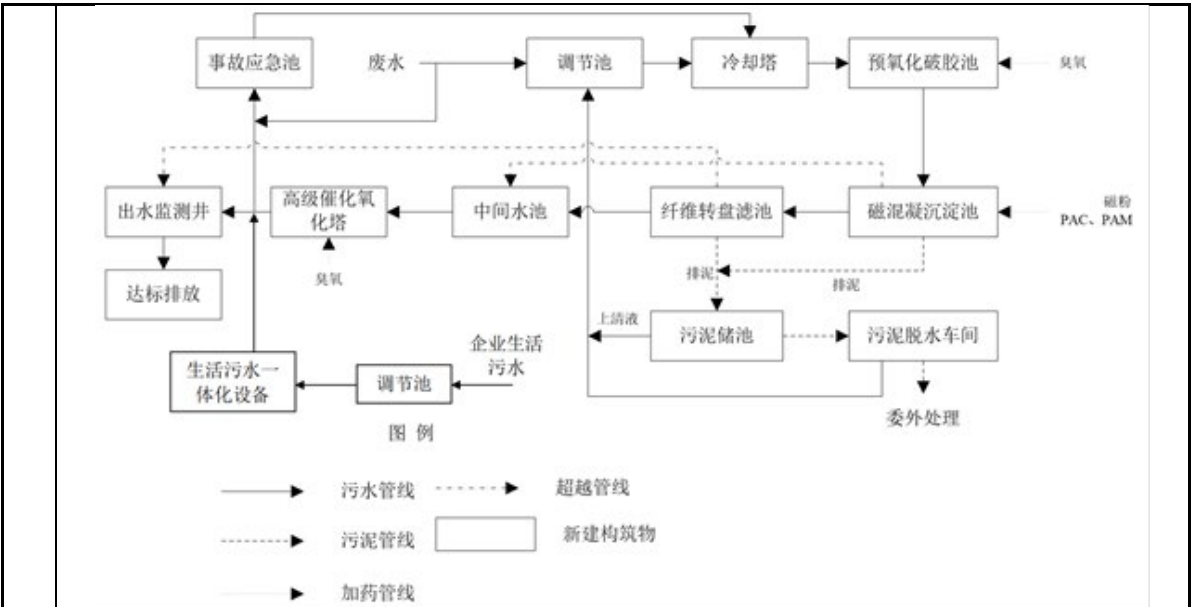 事故应急池
废水
调节池
冷却塔
预氧化破胶池
臭氧
出水监测井
高级催化氧
化塔
中间水池
纤维转盘滤池
磁混凝沉淀池
磁粉
PAC、PAM
臭氧
排泥
排泥
达标排放
上清液
污泥储池
污泥脱水车间
企业生活
污水
生活污水一
体化设备
调节池
委外处理
图 例
污水管线
超越管线
污泥管线
新建构筑物
加药管线